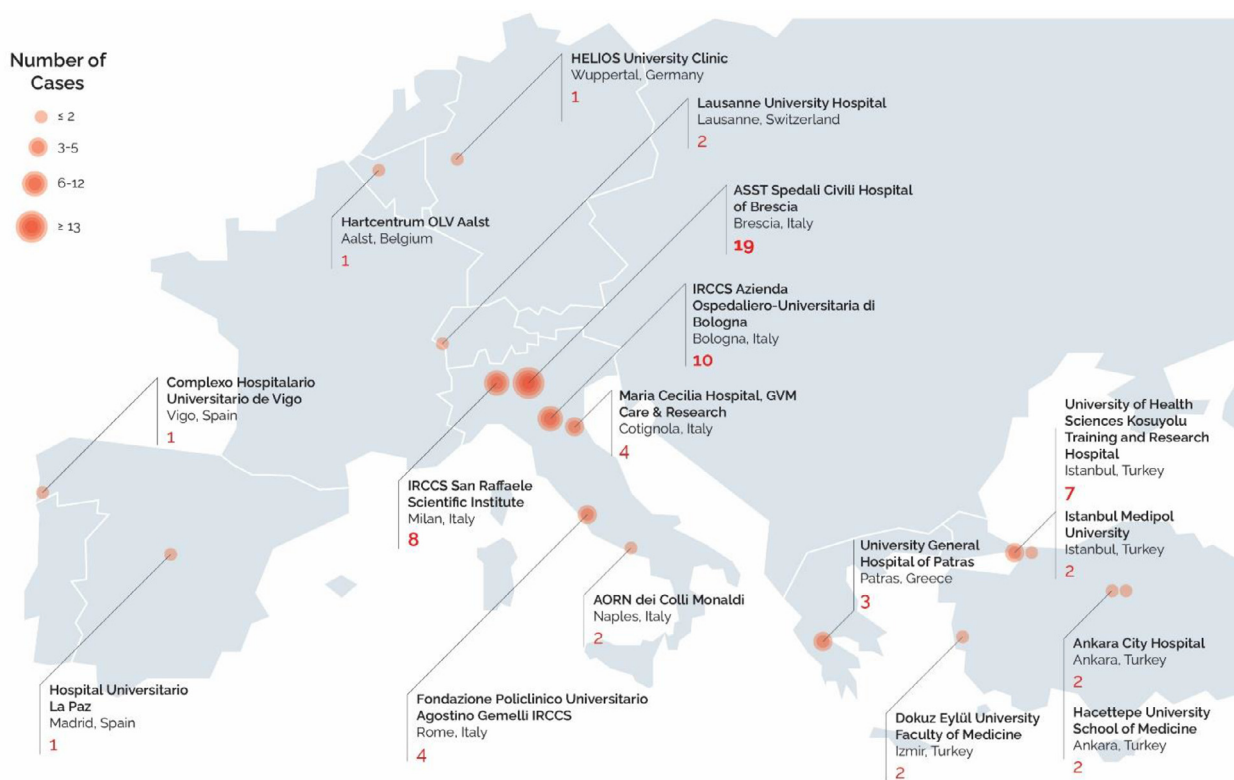 Number of
Cases
≤ 2
3-5
6-12
≥ 13
HELIOS University Clinic
Wuppertal, Germany
1
Lausanne University Hospital
Lausanne, Switzerland
2
ASST Spedali Civili Hospital
of Brescia
Brescia, Italy
19
Hartcentrum OLV Aalst
Aalst, Belgium
1
IRCCS Azienda
Ospedaliero-Universitaria di
Bologna
Bologna, Italy
10
Complexo Hospitalario
Universitario de Vigo
Vigo, Spain
1
Maria Cecilia Hospital, GVM
Care & Research
Cotignola, Italy
4
University of Health
Sciences Kosuyolu
Training and Research
Hospital
Istanbul, Turkey
7
IRCCS San Raffaele
Scientific Institute
Milan, Italy
8
Istanbul Medipol
University
Istanbul, Turkey
2
University General
Hospital of Patras
Patras, Greece
3
AORN dei Colli Monaldi
Naples, Italy
2
Ankara City Hospital
Ankara, Turkey
2
Hospital Universitario
La Paz
Madrid, Spain
1
Fondazione Policlinico Universitario
Agostino Gemelli IRCCS
Rome, Italy
4
Dokuz Eylül University
Faculty of Medicine
Izmir, Turkey
2
Hacettepe University
School of Medicine
Ankara, Turkey
2